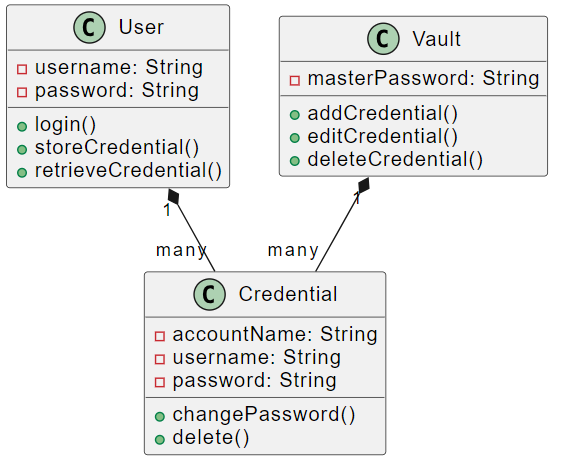 C User
username: String
password: String
login()
storeCredential()
retrieveCredential()
C Vault
masterPassword: String
addCredential()
editCredential()
deleteCredential()
1
1
many
many
C Credential
accountName: String
username: String
password: String
changePassword()
delete()